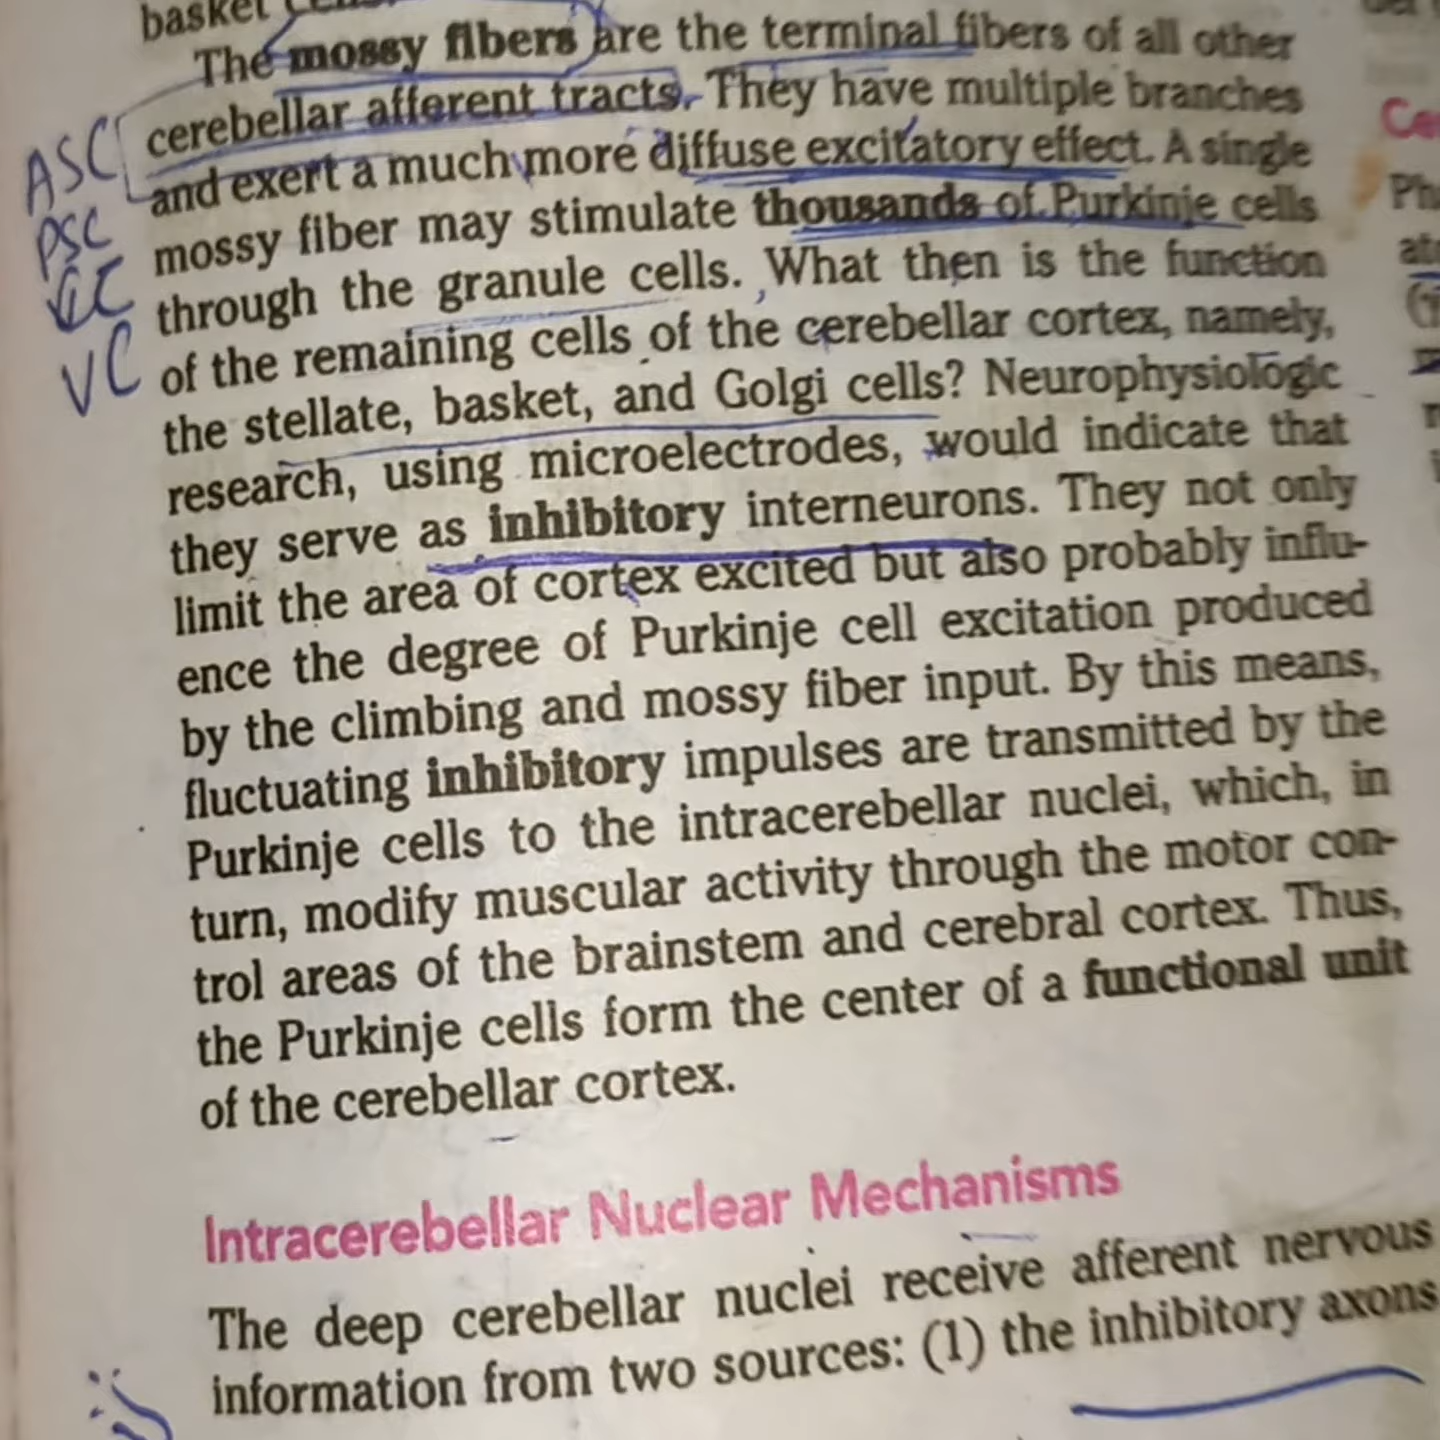 basket
The mossy fibers are the terminal fibers of all other
cerebellar afferent tracts. They have multiple branches
and exert a much more diffuse excitatory effect. A single
mossy fiber may stimulate thousands of Purkinje cells
through the granule cells. What then is the function
of the remaining cells of the cerebellar cortex, namely,
the stellate, basket, and Golgi cells? Neurophysiologic
research, using microelectrodes, would indicate that
they serve as inhibitory interneurons. They not only
limit the area of cortex excited but also probably influ-
ence the degree of Purkinje cell excitation produced
by the climbing and mossy fiber input. By this means,
fluctuating inhibitory impulses are transmitted by the
Purkinje cells to the intracerebellar nuclei, which, in
turn, modify muscular activity through the motor con-
trol areas of the brainstem and cerebral cortex. Thus,
the Purkinje cells form the center of a functional unit
of the cerebellar cortex.
Intracerebellar Nuclear Mechanisms
The deep cerebellar nuclei receive afferent nervous
information from two sources: (1) the inhibitory axons
ASC
PSC
VC
Ce
Ph